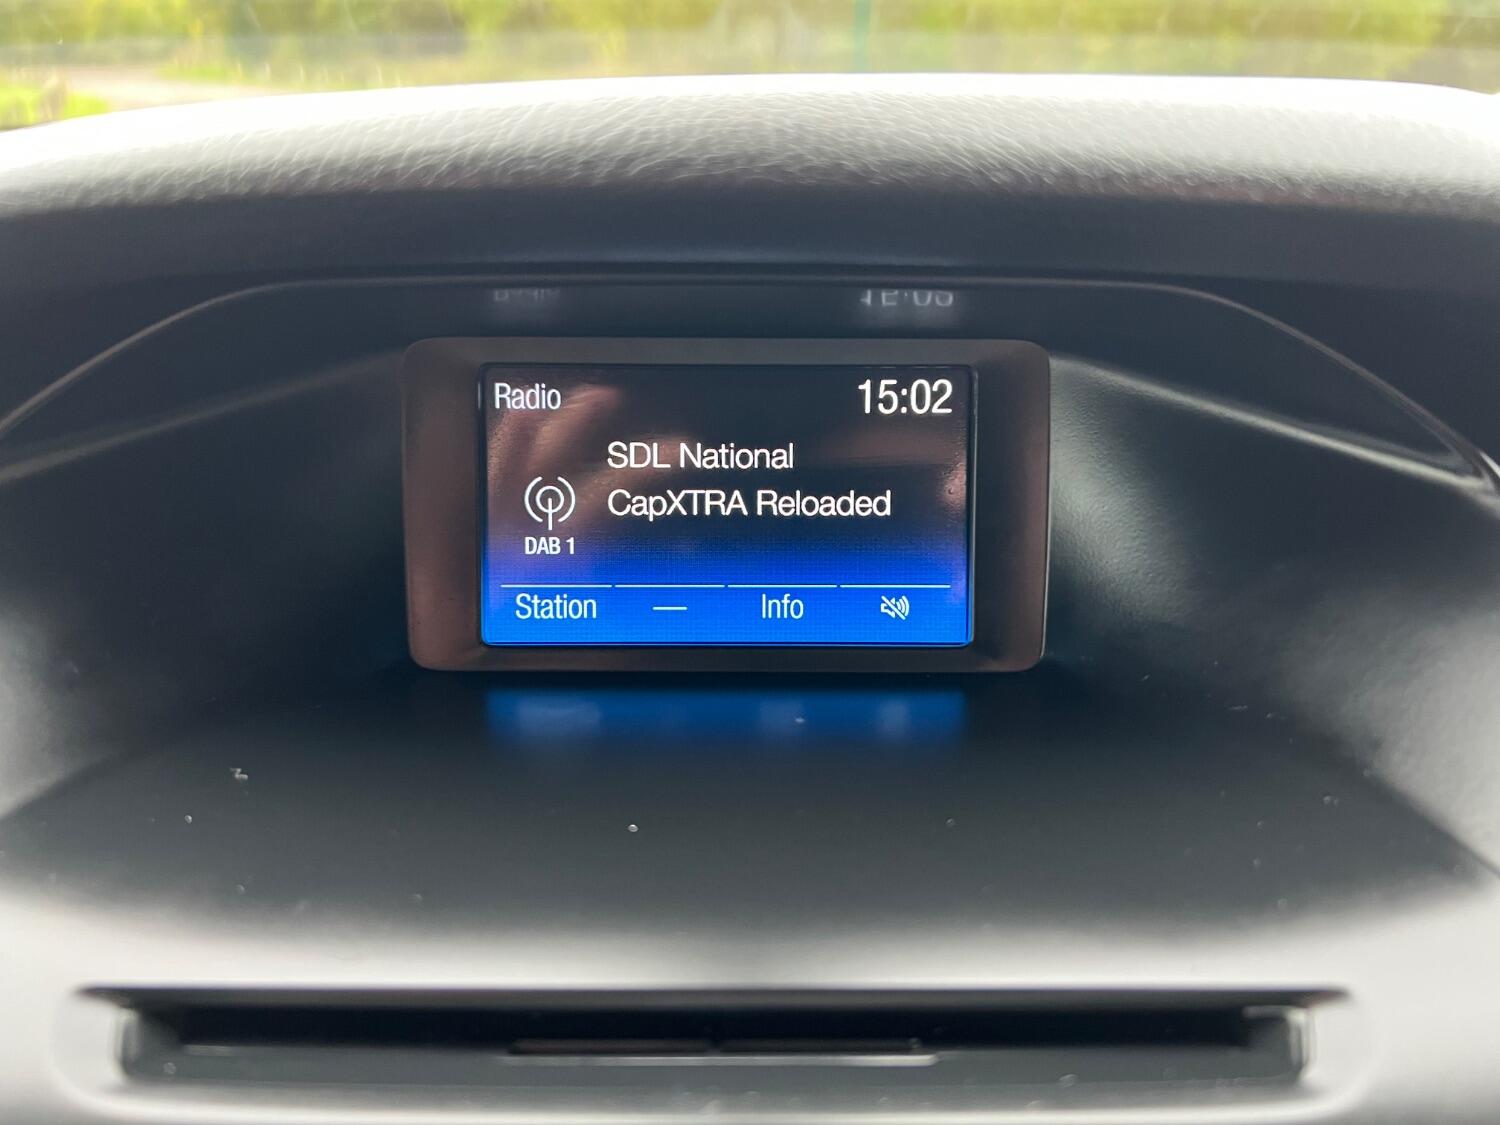 Radio 15:02
SDL National
CapXTRA Reloaded
DAB 1
Station — Info